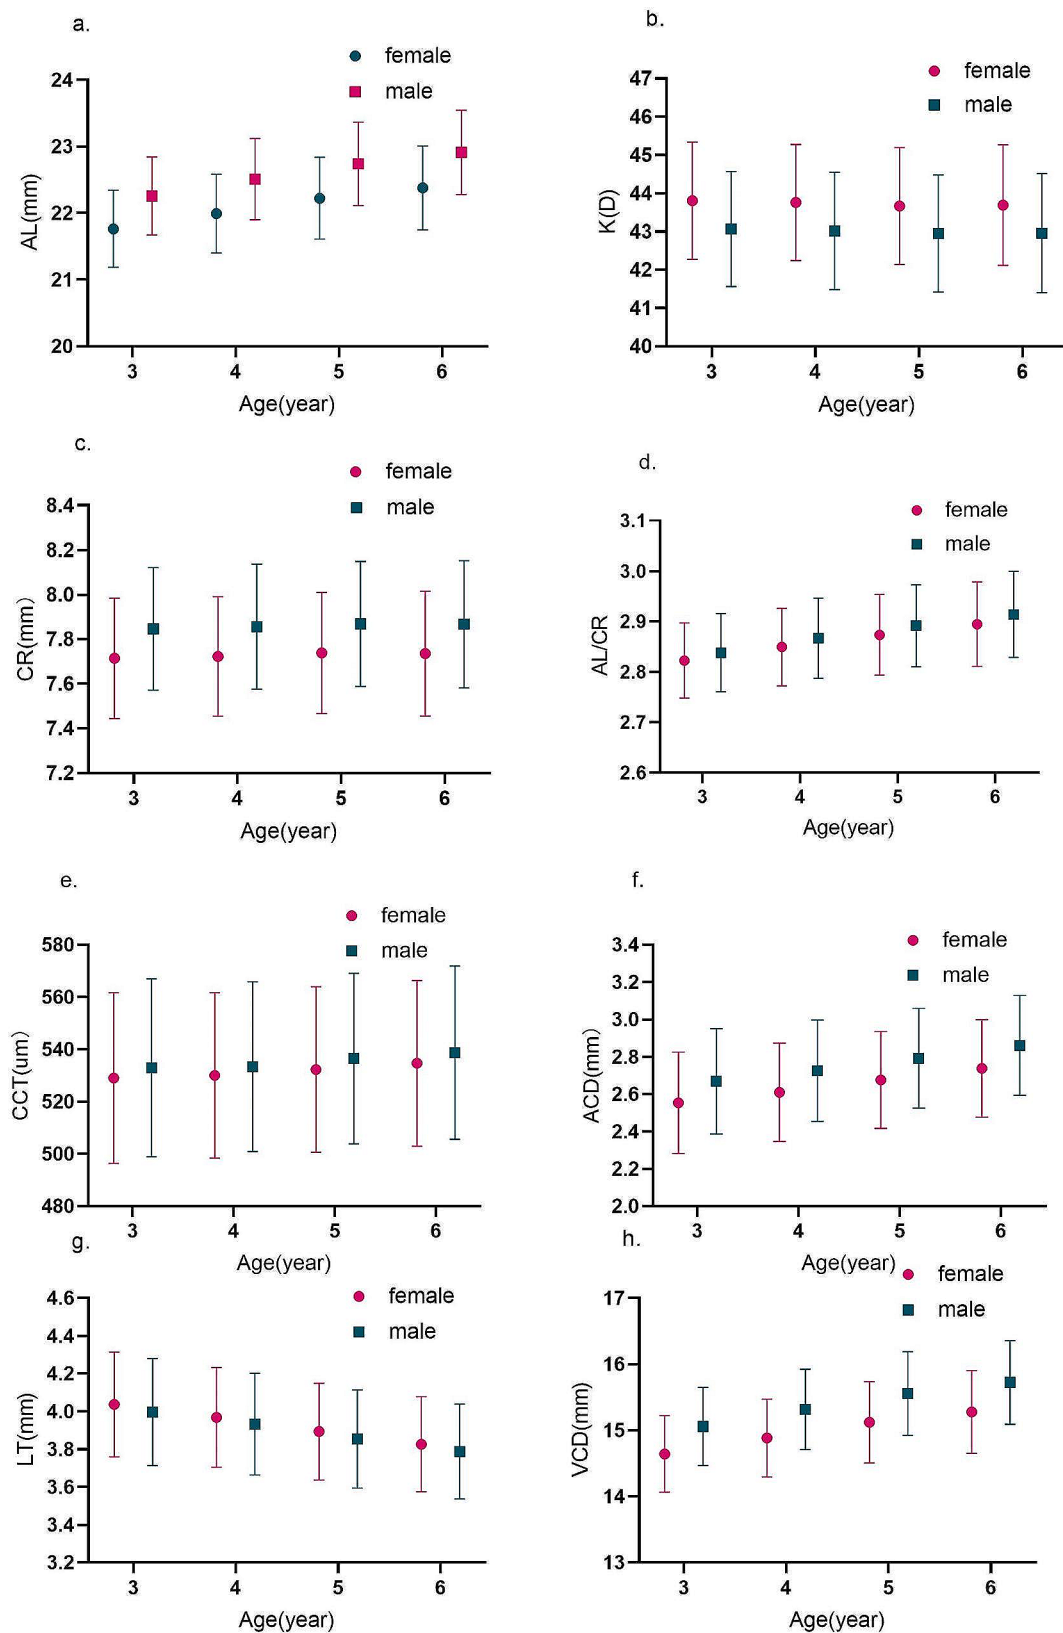 a.
female
male
24
23
22
21
20
AL(mm)
3 4 5 6
Age(year)
b.
female
male
47
46
45
44
43
42
41
40
K(D)
3 4 5 6
Age(year)
c.
female
male
8.4
8.2
8.0
7.8
7.6
7.4
7.2
CR(mm)
3 4 5 6
Age(year)
d.
female
male
3.1
3.0
2.9
2.8
2.7
2.6
AL/CR
3 4 5 6
Age(year)
e.
female
male
580
560
540
520
500
480
CCT(um)
3 4 5 6
Age(year)
f.
female
male
3.4
3.2
3.0
2.8
2.6
2.4
2.2
2.0
ACD(mm)
3 4 5 6
Age(year)
g.
female
male
4.6
4.4
4.2
4.0
3.8
3.6
3.4
3.2
LT(mm)
3 4 5 6
Age(year)
h.
female
male
17
16
15
14
13
VCD(mm)
3 4 5 6
Age(year)